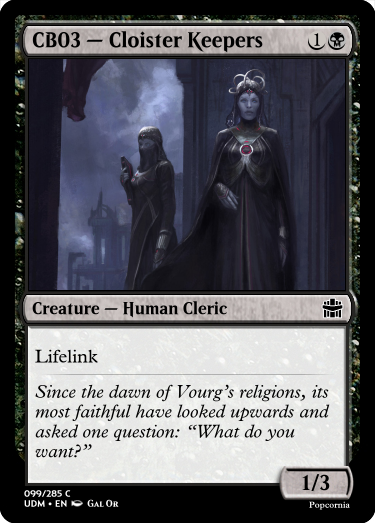 CB03 — Cloister Keepers 1
Creature — Human Cleric
Lifelink
Since the dawn of Vourg's religions, its
most faithful have looked upwards and
asked one question: “What do you
want?”
1/3
099/285 C
UDM • EN Gal Or
Popcornia